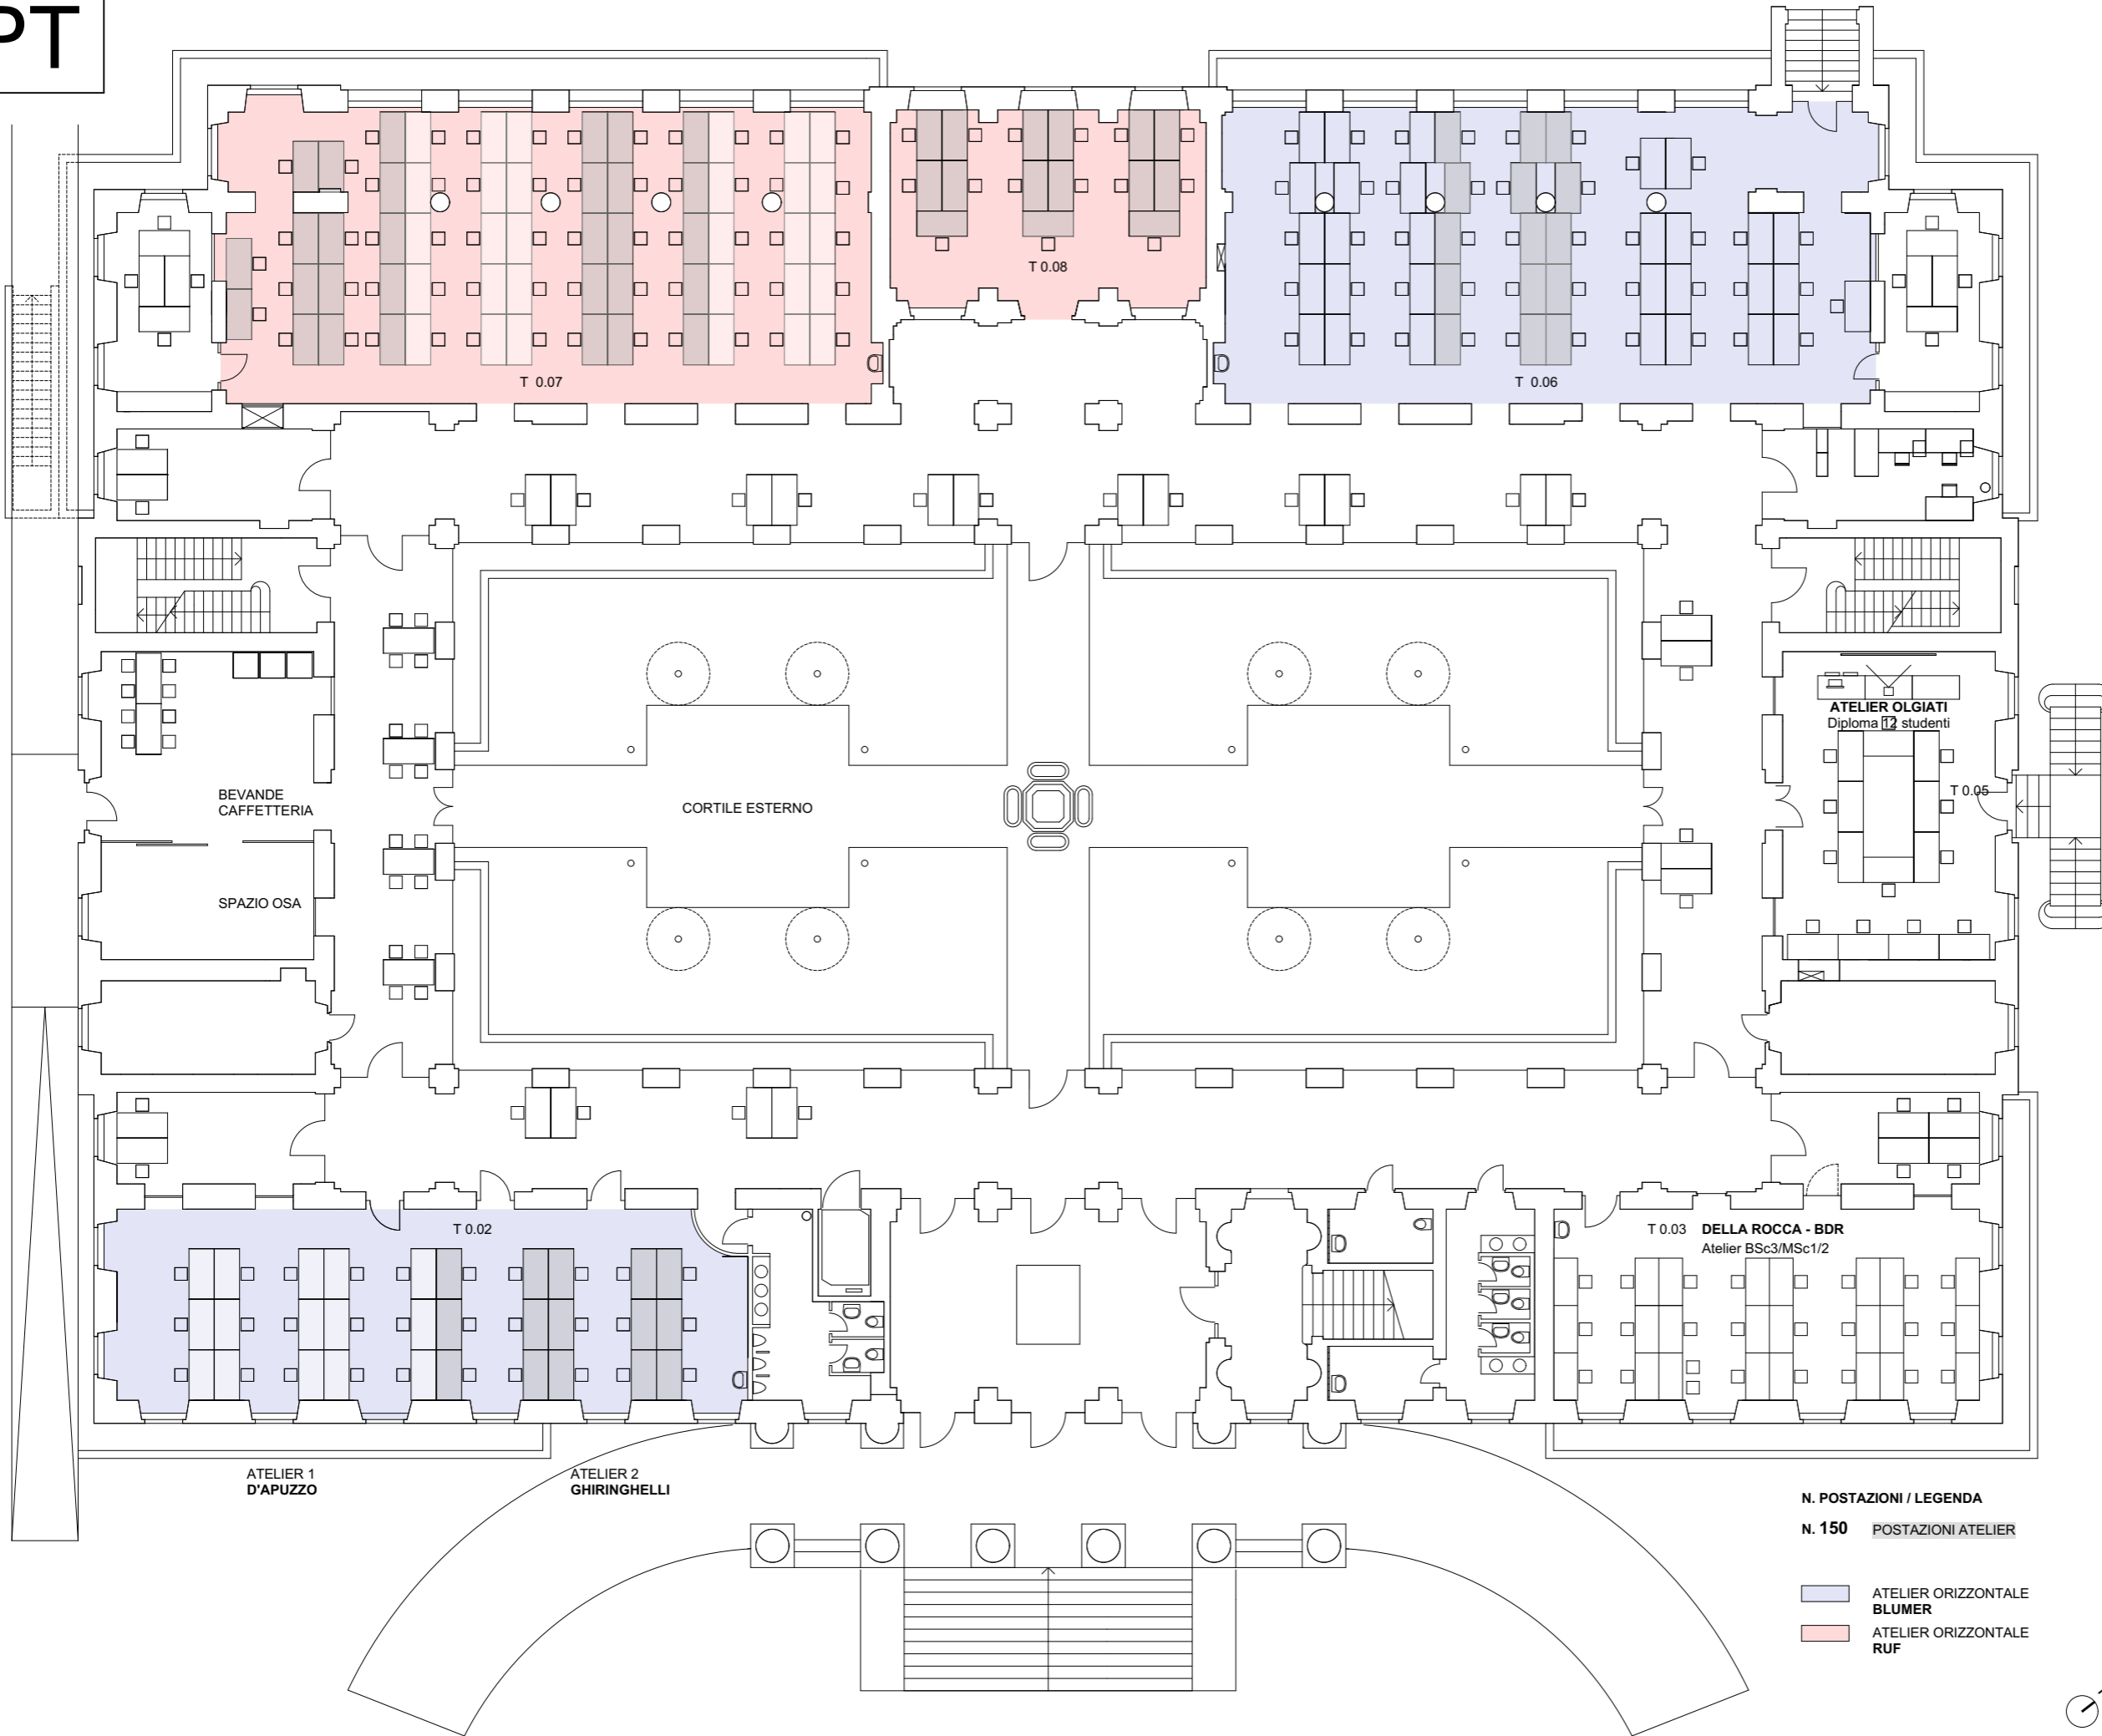 PT
T 0.08
T 0.07
T 0.06
ATELIER OLGIATI
Diploma 12 studenti
T 0.05
BEVANDE
CAFFETTERIA
CORTILE ESTERNO
SPAZIO OSA
T 0.02
T 0.03 DELLA ROCCA - BDR
Atelier BSc3/MSc1/2
ATELIER 1
D'APUZZO
ATELIER 2
GHIRINGHELLI
N. POSTAZIONI / LEGENDA
N. 150 POSTAZIONI ATELIER
ATELIER ORIZZONTALE
BLUMER
ATELIER ORIZZONTALE
RUF